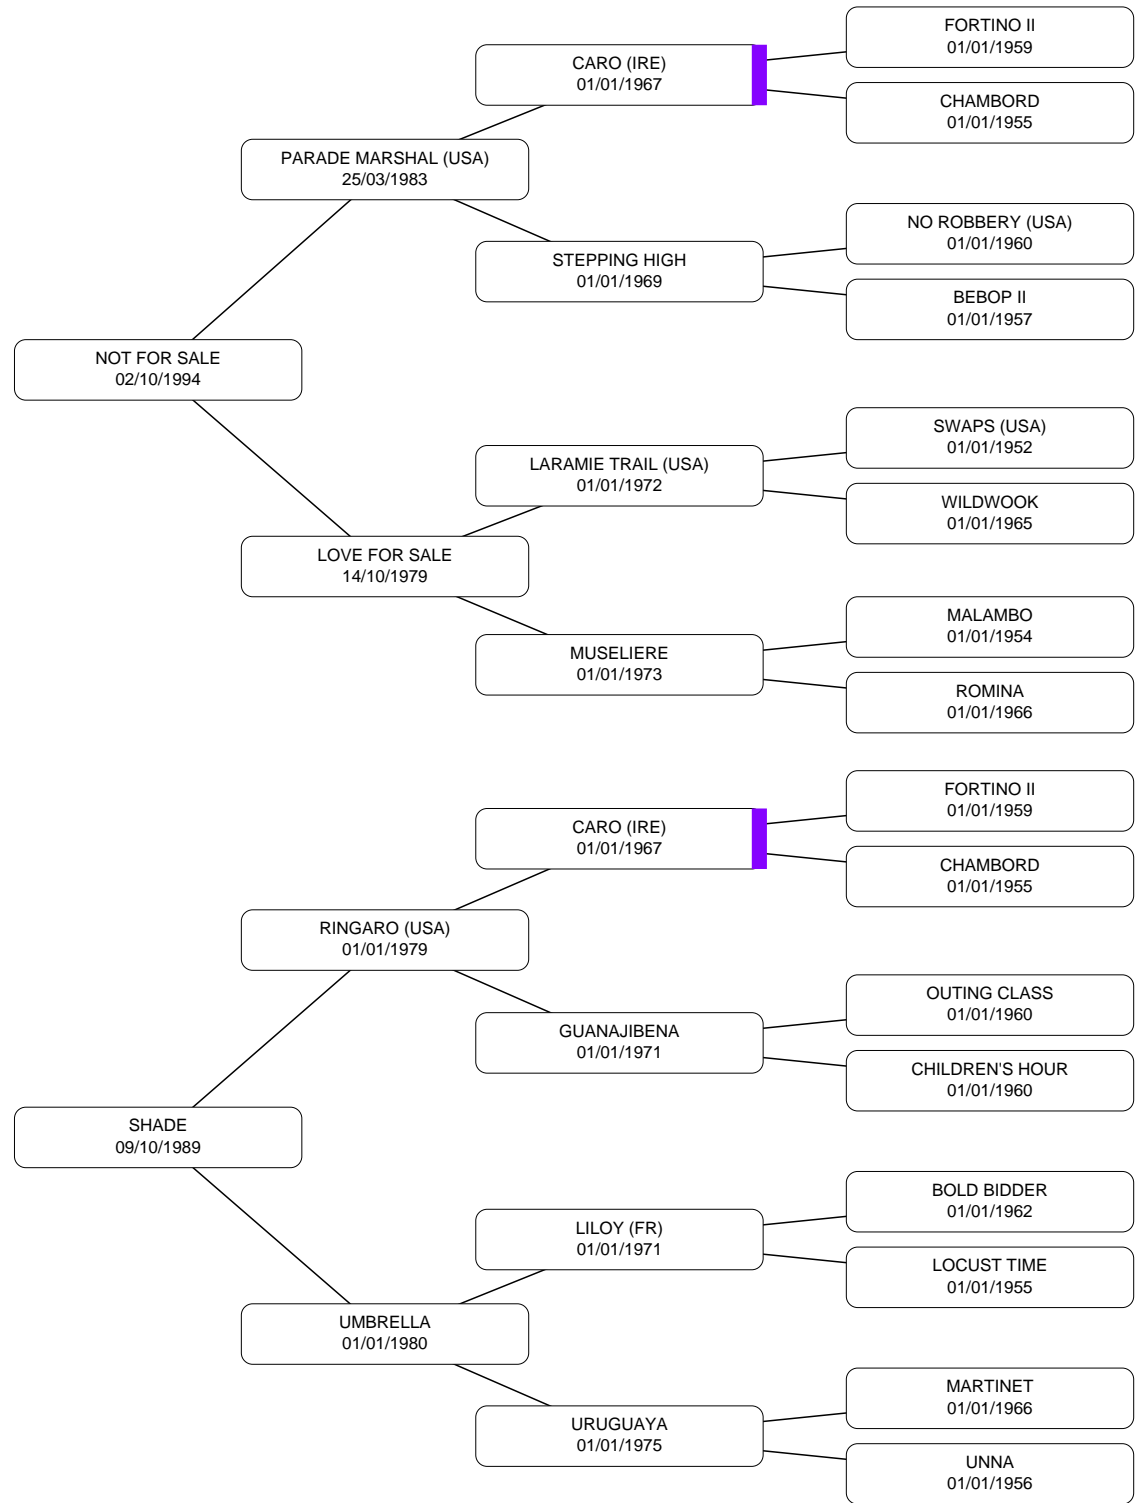 FORTINO II
01/01/1959
CARO (IRE)
01/01/1967
CHAMBORD
01/01/1955
PARADE MARSHAL (USA)
25/03/1983
NO ROBBERY (USA)
01/01/1960
STEPPING HIGH
01/01/1969
BEBOP II
01/01/1957
NOT FOR SALE
02/10/1994
SWAPS (USA)
01/01/1952
LARAMIE TRAIL (USA)
01/01/1972
WILDWOOK
01/01/1965
LOVE FOR SALE
14/10/1979
MALAMBO
01/01/1954
MUSELIERE
01/01/1973
ROMINA
01/01/1966
FORTINO II
01/01/1959
CARO (IRE)
01/01/1967
CHAMBORD
01/01/1955
RINGARO (USA)
01/01/1979
OUTING CLASS
01/01/1960
GUANAJIBENA
01/01/1971
CHILDREN'S HOUR
01/01/1960
SHADE
09/10/1989
BOLD BIDDER
01/01/1962
LILOY (FR)
01/01/1971
LOCUST TIME
01/01/1955
UMBRELLA
01/01/1980
MARTINET
01/01/1966
URUGUAYA
01/01/1975
UNNA
01/01/1956